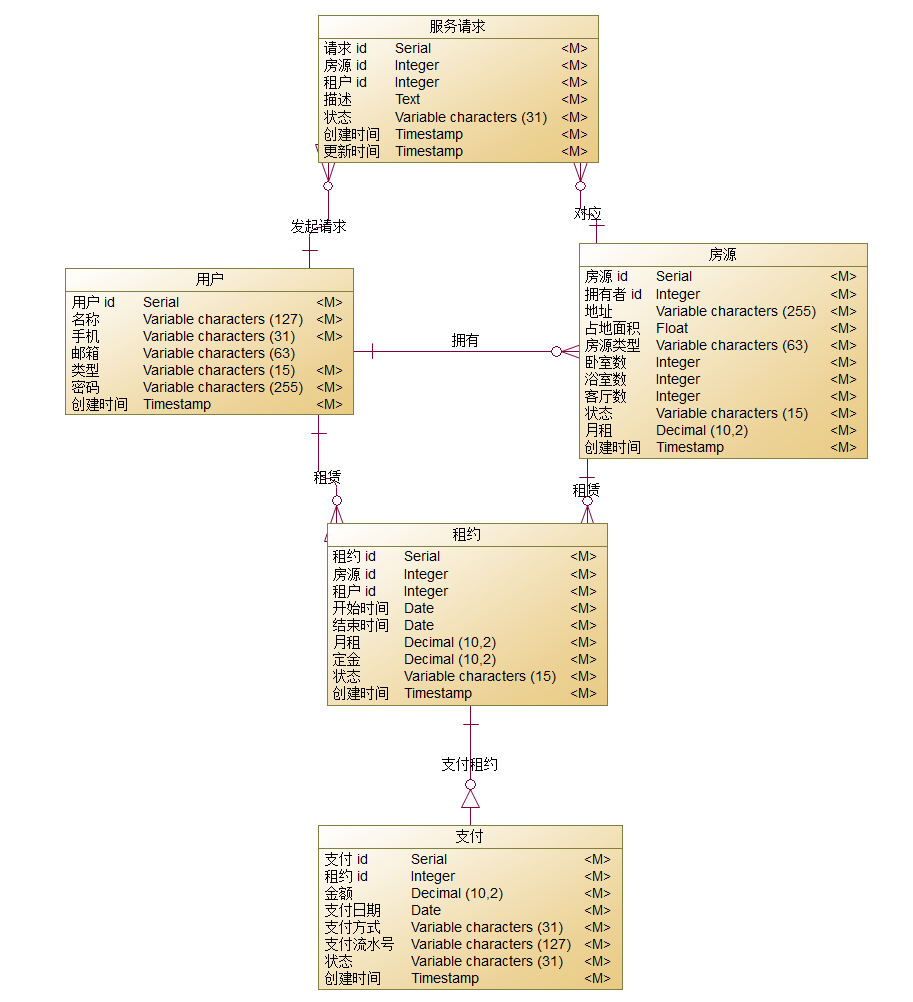 服务请求
请求 id Serial <M>
房源 id Integer <M>
租户 id Integer <M>
描述 Text <M>
状态 Variable characters (31) <M>
创建时间 Timestamp <M>
更新时间 Timestamp <M>
发起请求
对应
用户
用户 id Serial <M>
名称 Variable characters (127) <M>
手机 Variable characters (31) <M>
邮箱 Variable characters (63)
类型 Variable characters (15) <M>
密码 Variable characters (255) <M>
创建时间 Timestamp <M>
拥有
房源
房源 id Serial <M>
拥有者 id Integer <M>
地址 Variable characters (255) <M>
占地面积 Float <M>
房源类型 Variable characters (63) <M>
卧室数 Integer <M>
浴室数 Integer <M>
客厅数 Integer <M>
状态 Variable characters (15) <M>
月租 Decimal (10,2) <M>
创建时间 Timestamp <M>
租赁
租赁
租约
租约 id Serial <M>
房源 id Integer <M>
租户 id Integer <M>
开始时间 Date <M>
结束时间 Date <M>
月租 Decimal (10,2) <M>
定金 Decimal (10,2) <M>
状态 Variable characters (15) <M>
创建时间 Timestamp <M>
支付租约
支付
支付 id Serial <M>
租约 id Integer <M>
金额 Decimal (10,2) <M>
支付日期 Date <M>
支付方式 Variable characters (31) <M>
支付流水号 Variable characters (127) <M>
状态 Variable characters (31) <M>
创建时间 Timestamp <M>